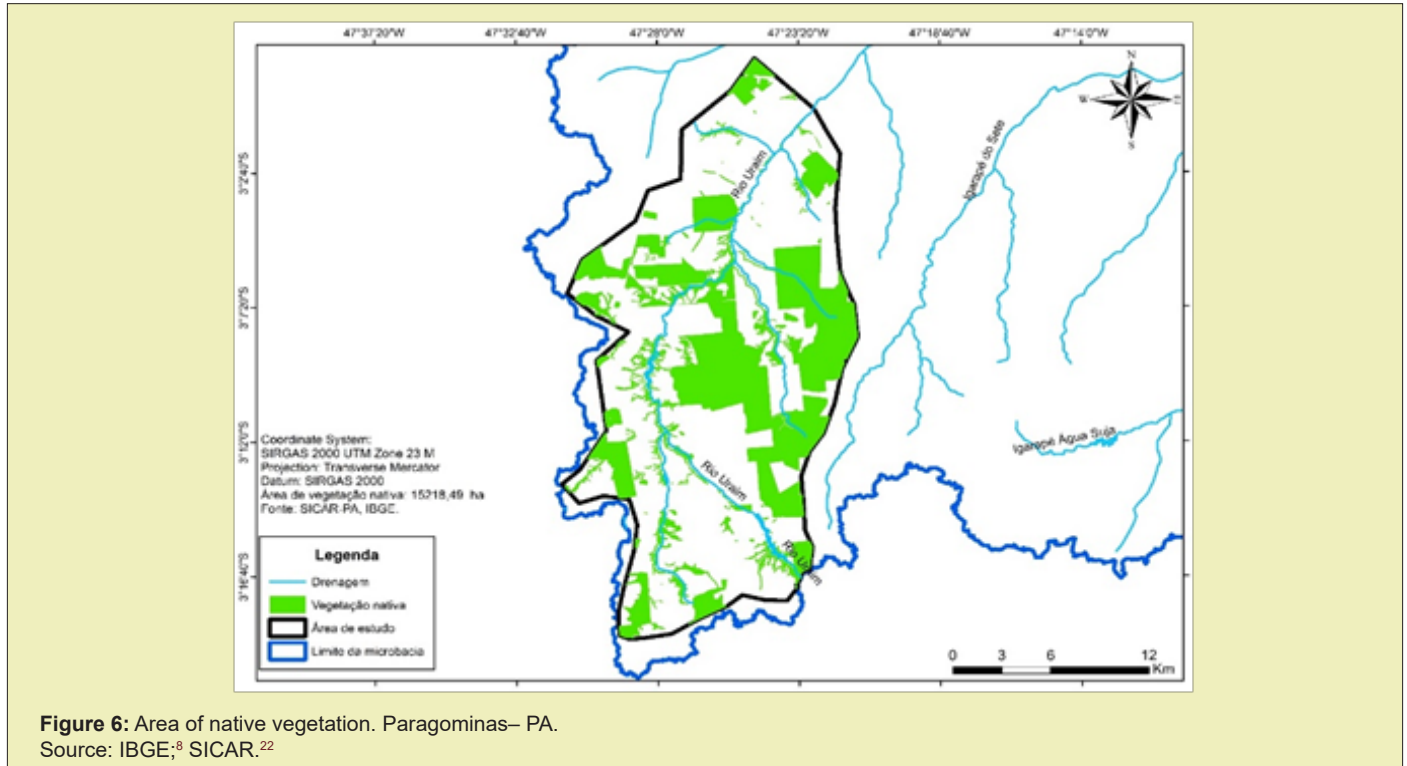 47°37'20"W 47°32'40"W 47°28'0"W 47°23'20"W 47°18'40"W 47°14'0"W
N
W E
S
3°2'40"S
3°7'20"S
3°12'0"S
3°16'40"S
Rio Uraim
Igarapé do Sete
Igarapé Água Suja
Rio Uraim
Rio Uraim
Coordinate System:
SIRGAS 2000 UTM Zone 23 M
Projection: Transverse Mercator
Datum: SIRGAS 2000
Área de vegetação nativa: 15218,49 ha
Fonte: SICAR-PA, IBGE.
Legenda
Drenagem
Vegetação nativa
Área de estudo
Limite da microbacia
0 3 6 12
Km
Figure 6: Area of native vegetation. Paragominas– PA.
Source: IBGE;8 SICAR.22